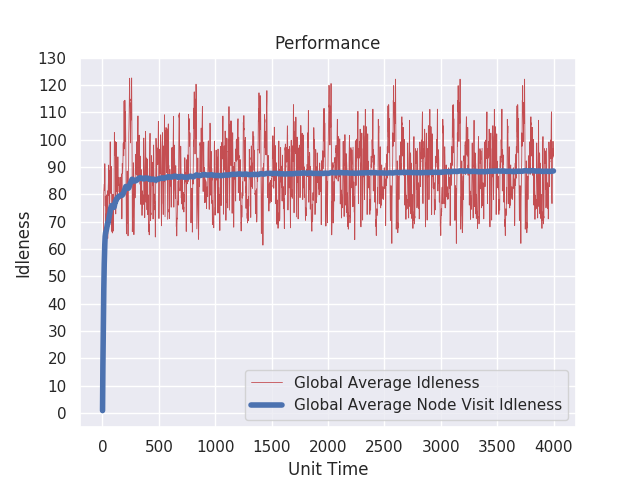 Performance
130
120
110
100
90
80
70
60
50
40
30
20
10
0
Idleness
Global Average Idleness
Global Average Node Visit Idleness
0 500 1000 1500 2000 2500 3000 3500 4000
Unit Time